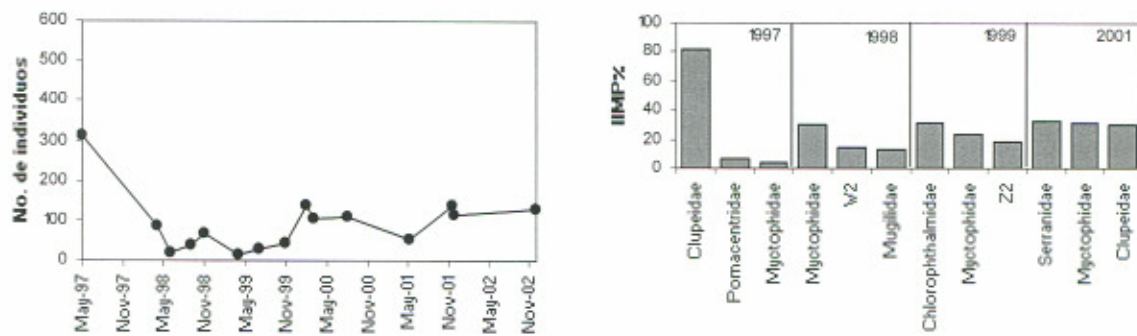 No. de individuos
600
500
400
300
200
100
0
May-97
Nov-97
May-98
Nov-98
May-99
Nov-99
May-00
Nov-00
May-01
Nov-01
May-02
Nov-02
IIMP%
100
80
60
40
20
0
1997
1998
1999
2001
Clupeidae
Pomacentridae
Myctophidae
Myctophidae
W2
Mugilidae
Chlorophthalmidae
Myctophidae
Z2
Serranidae
Myctophidae
Clupeidae